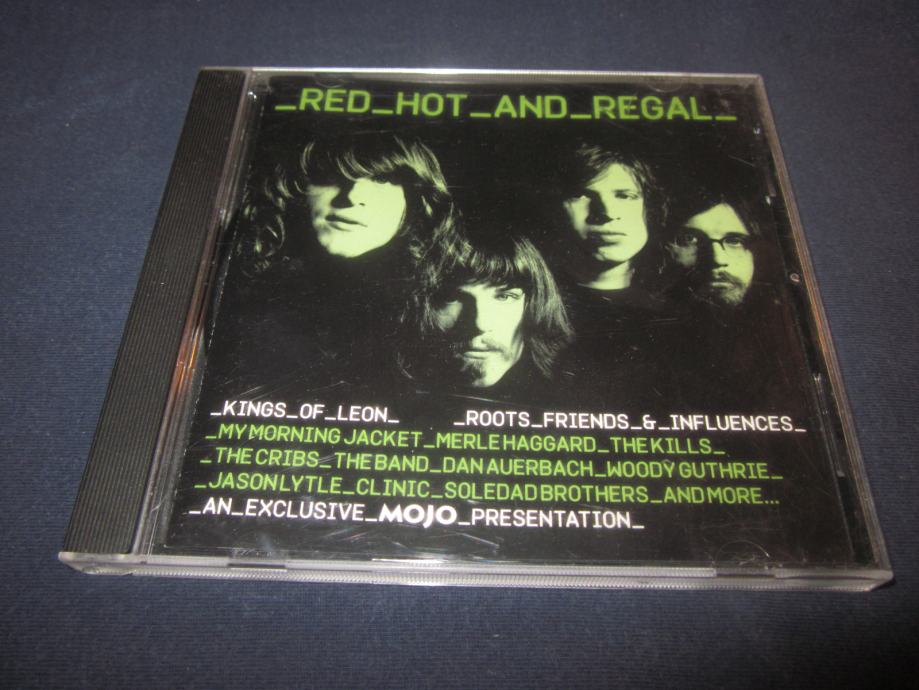 _RED_HOT_AND_REGAL_
_KINGS_OF_LEON_ _ROOTS_FRIENDS_&_INFLUENCES_
_MY MORNING JACKET_MERLE HAGGARD_THE KILLS_
_THE CRIBS_THE BAND_DAN AUERBACH_WOODY GUTHRIE_
_JASON LYTLE_CLINIC_SOLEDAD BROTHERS_AND MORE...
_AN_EXCLUSIVE_MOJO_PRESENTATION_